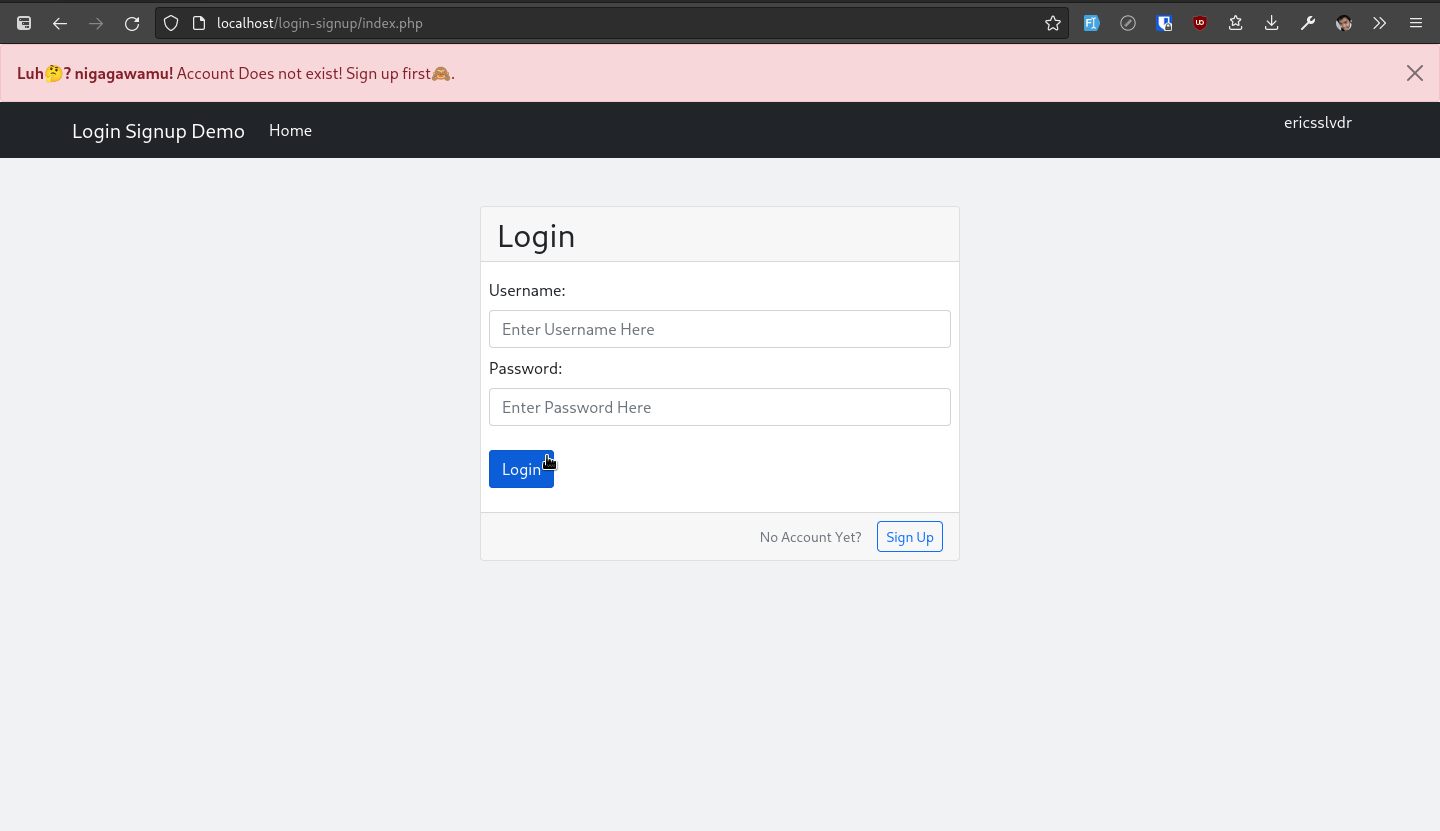 localhost/login-signup/index.php
Luh🤔? nigagawamu! Account Does not exist! Sign up first🙈.
Login Signup Demo Home ericsslvdr
Login
Username:
Enter Username Here
Password:
Enter Password Here
Login
No Account Yet? Sign Up